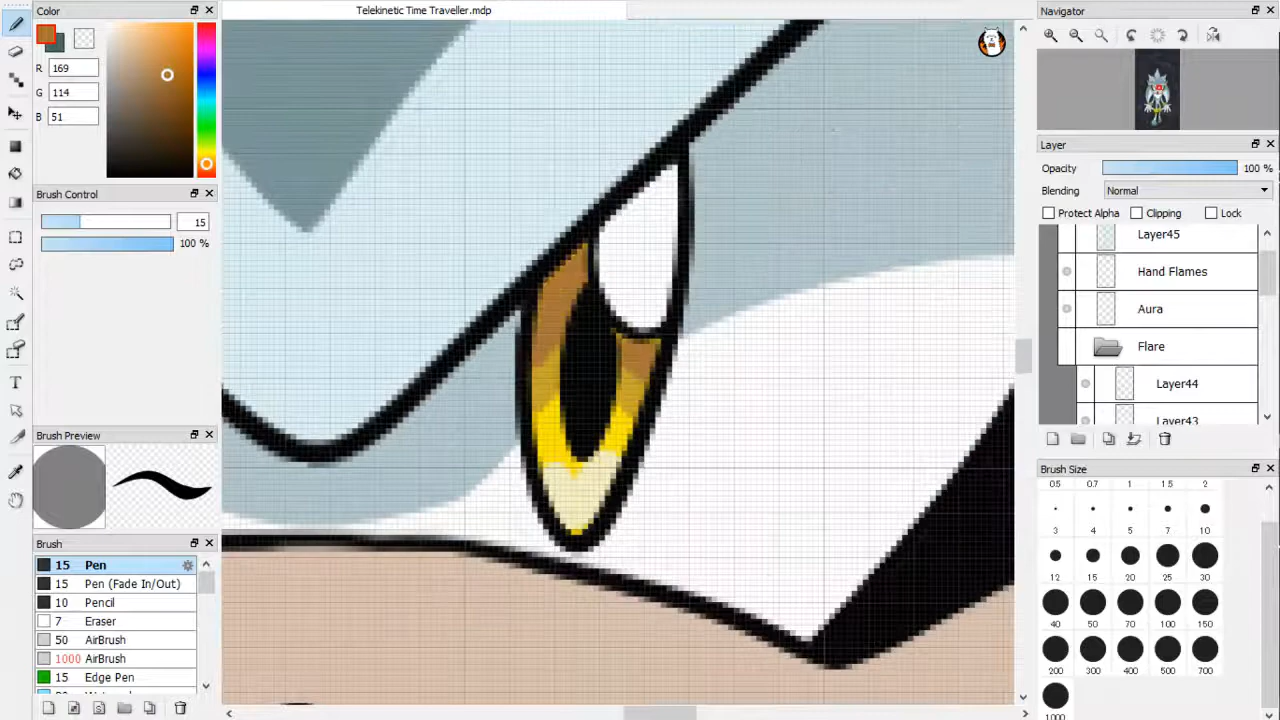 Color
R 169
G 114
B 51
Brush Control
15
100 %
Brush Preview
Brush
15 Pen
15 Pen (Fade In/Out)
10 Pencil
7 Eraser
50 AirBrush
1000 AirBrush
15 Edge Pen
Telekinetic Time Traveller.mdp
Navigator
Layer
Opacity 100 %
Blending Normal
Protect Alpha Clipping Lock
Layer45
Hand Flames
Aura
Flare
Layer44
Layer43
Brush Size
0.5 0.7 1 1.5 2
3 4 5 7 10
12
40 50 70 100 150
200 300 400 500 700
1000
T